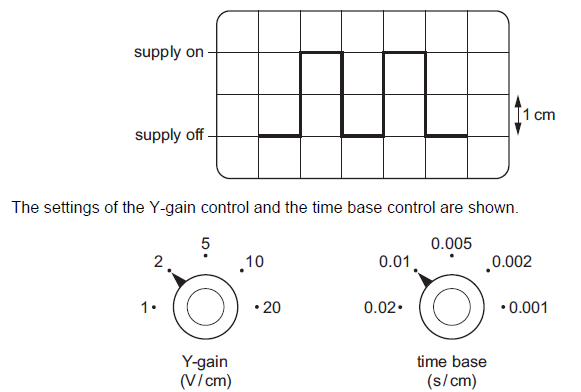 supply on
supply off
1 cm
The settings of the Y-gain control and the time base control are shown.
5
2
10
1
20
Y-gain
(V/cm)
0.005
0.01
0.002
0.02
0.001
time base
(s/cm)